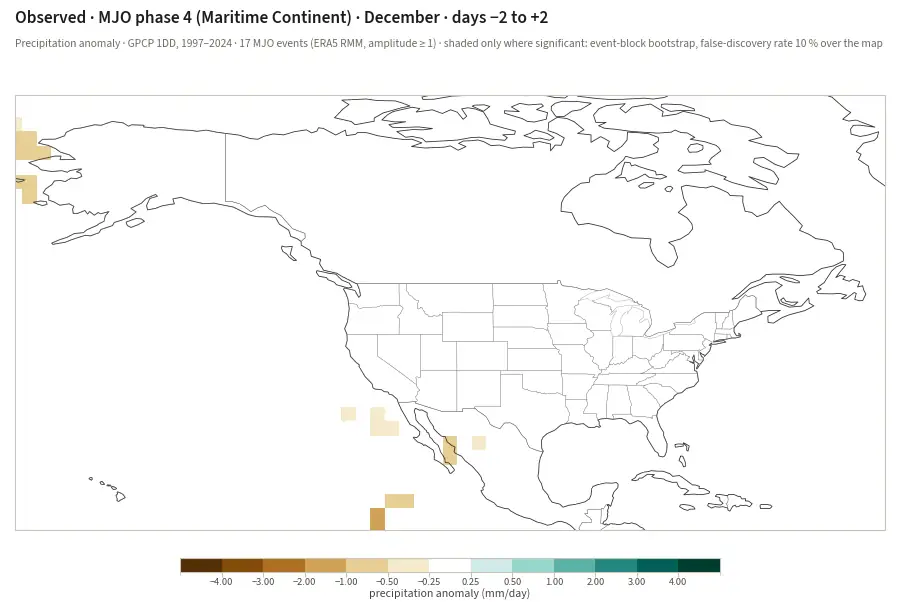 Observed · MJO phase 4 (Maritime Continent) · December · days −2 to +2
Precipitation anomaly · GPCP 1DD, 1997–2024 · 17 MJO events (ERA5 RMM, amplitude ≥ 1) · shaded only where significant: event-block bootstrap, false-discovery rate 10 % over the map
−4.00 −3.00 −2.00 −1.00 −0.50 −0.25 0.25 0.50 1.00 2.00 3.00 4.00
precipitation anomaly (mm/day)